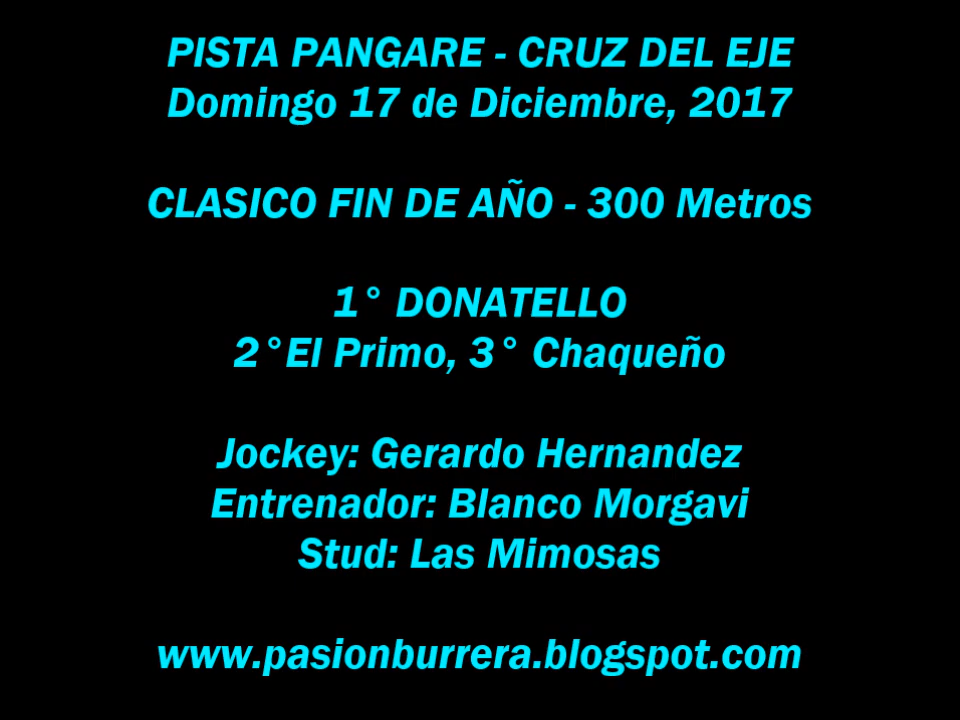 PISTA PANGARE - CRUZ DEL EJE
Domingo 17 de Diciembre, 2017
CLASICO FIN DE AÑO - 300 Metros
1° DONATELLO
2°El Primo, 3° Chaqueño
Jockey: Gerardo Hernandez
Entrenador: Blanco Morgavi
Stud: Las Mimosas
www.pasionburrera.blogspot.com